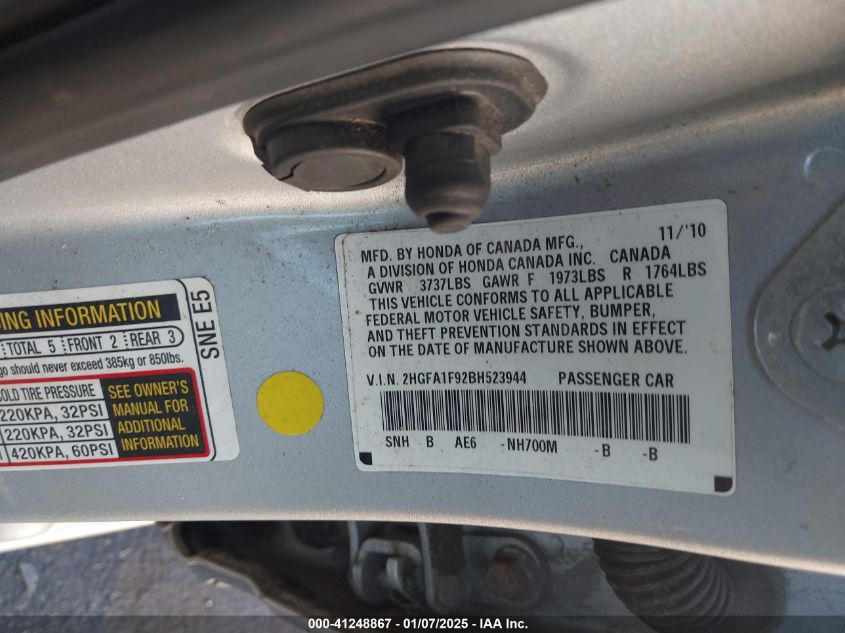 11/'10
MFD. BY HONDA OF CANADA MFG.,
A DIVISION OF HONDA CANADA INC. CANADA
GVWR 3737LBS GAWR F 1973LBS R 1764LBS
THIS VEHICLE CONFORMS TO ALL APPLICABLE
FEDERAL MOTOR VEHICLE SAFETY, BUMPER,
AND THEFT PREVENTION STANDARDS IN EFFECT
ON THE DATE OF MANUFACTURE SHOWN ABOVE.
V.I.N. 2HGFA1F92BH523944 PASSENGER CAR
SNH B AE6 -NH700M -B -B
INFORMATION
TOTAL 5 FRONT 2 REAR 3
should never exceed 385kg or 850lbs.
COLD TIRE PRESSURE
220KPA, 32PSI
220KPA, 32PSI
420KPA, 60PSI
SEE OWNER'S
MANUAL FOR
ADDITIONAL
INFORMATION
SNE E5
000-41248867 - 01/07/2025 - IAA Inc.